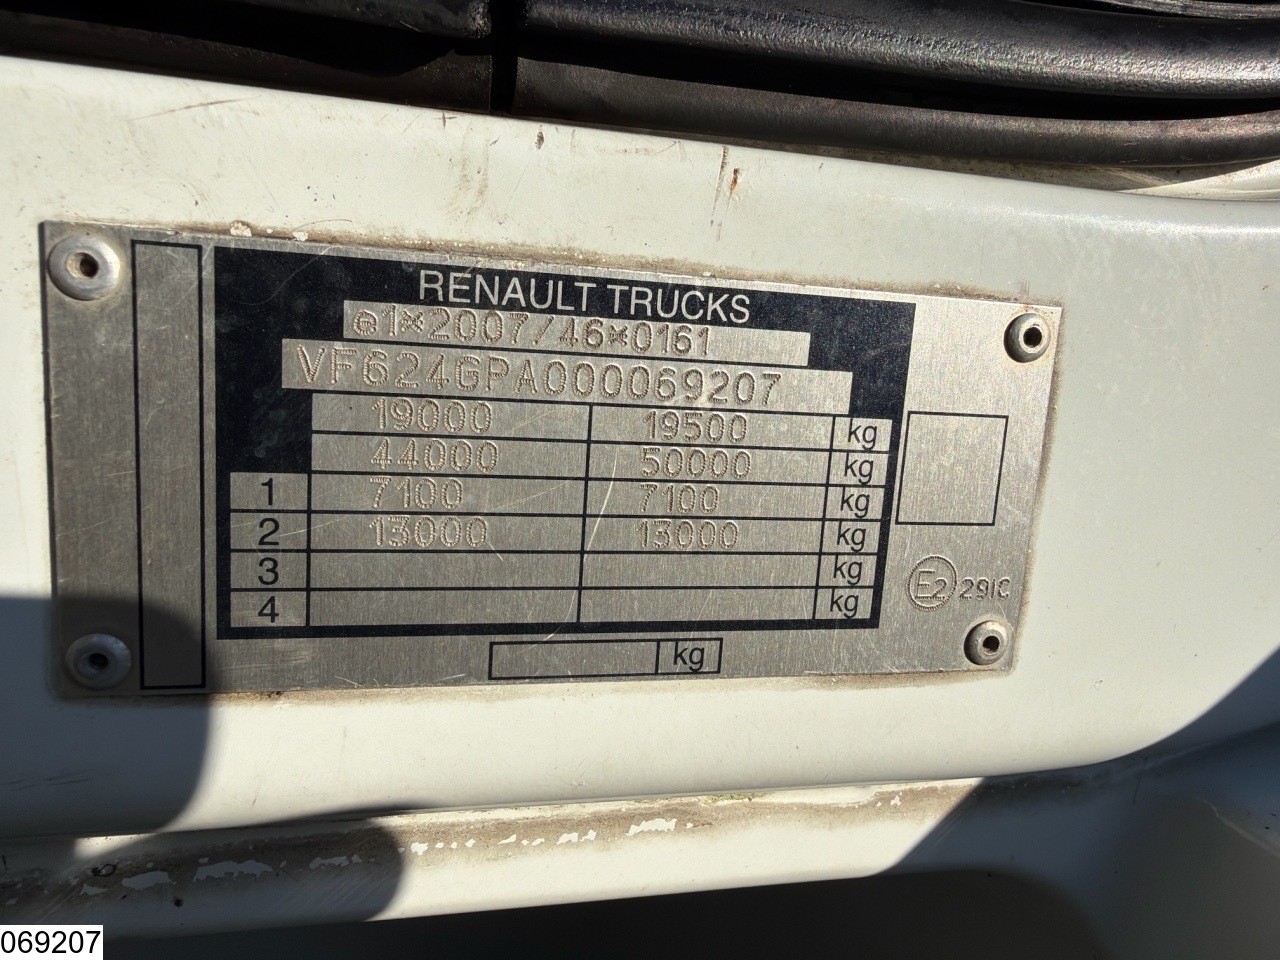 RENAULT TRUCKS
e1*2007/46*0161
VF624GPA000069207
19000 19500 kg
44000 50000 kg
1 7100 7100 kg
2 13000 13000 kg
3 kg
4 kg
E2 291C
kg
069207